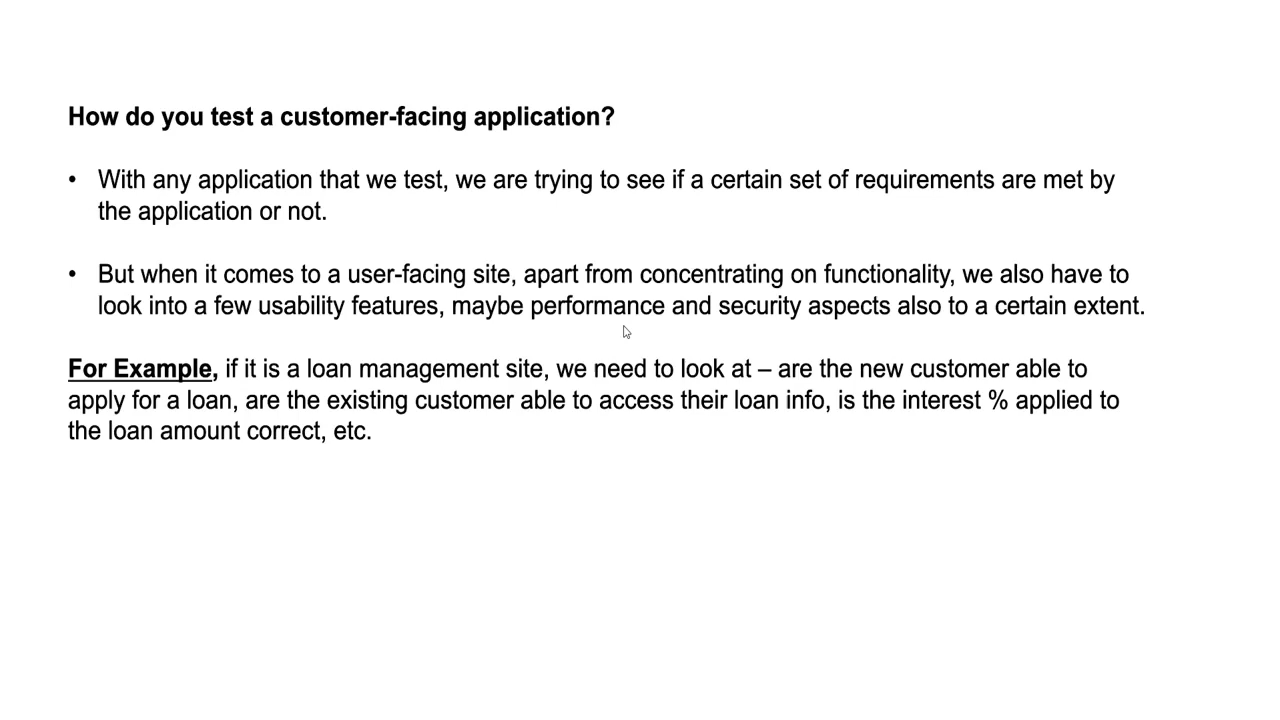 How do you test a customer-facing application?
• With any application that we test, we are trying to see if a certain set of requirements are met by
the application or not.
• But when it comes to a user-facing site, apart from concentrating on functionality, we also have to
look into a few usability features, maybe performance and security aspects also to a certain extent.
For Example, if it is a loan management site, we need to look at – are the new customer able to
apply for a loan, are the existing customer able to access their loan info, is the interest % applied to
the loan amount correct, etc.